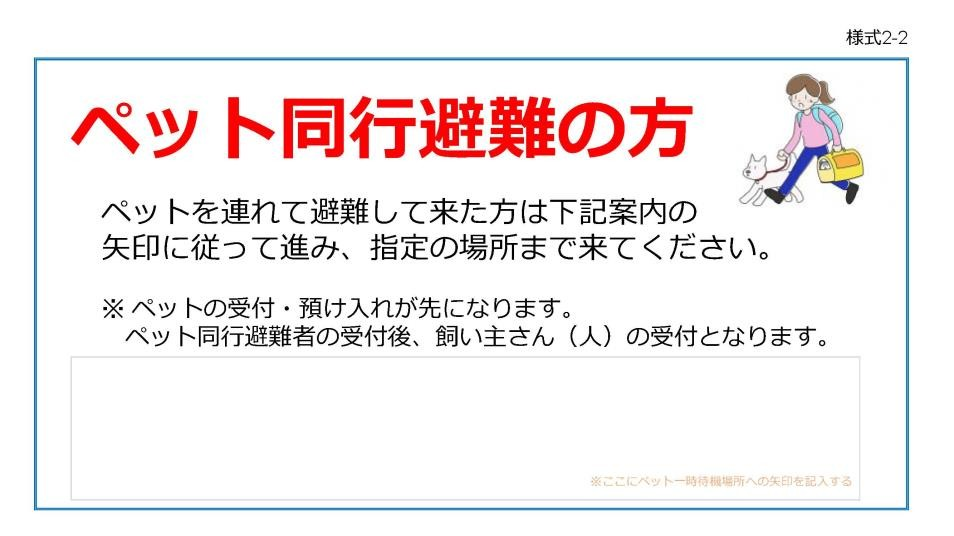 様式2-2
ペット同行避難の方
ペットを連れて避難して来た方は下記案内の
矢印に従って進み、指定の場所まで来てください。
※ ペットの受付・預け入れが先になります。
ペット同行避難者の受付後、飼い主さん（人）の受付となります。
※ここにペット一時待機場所への矢印を記入する